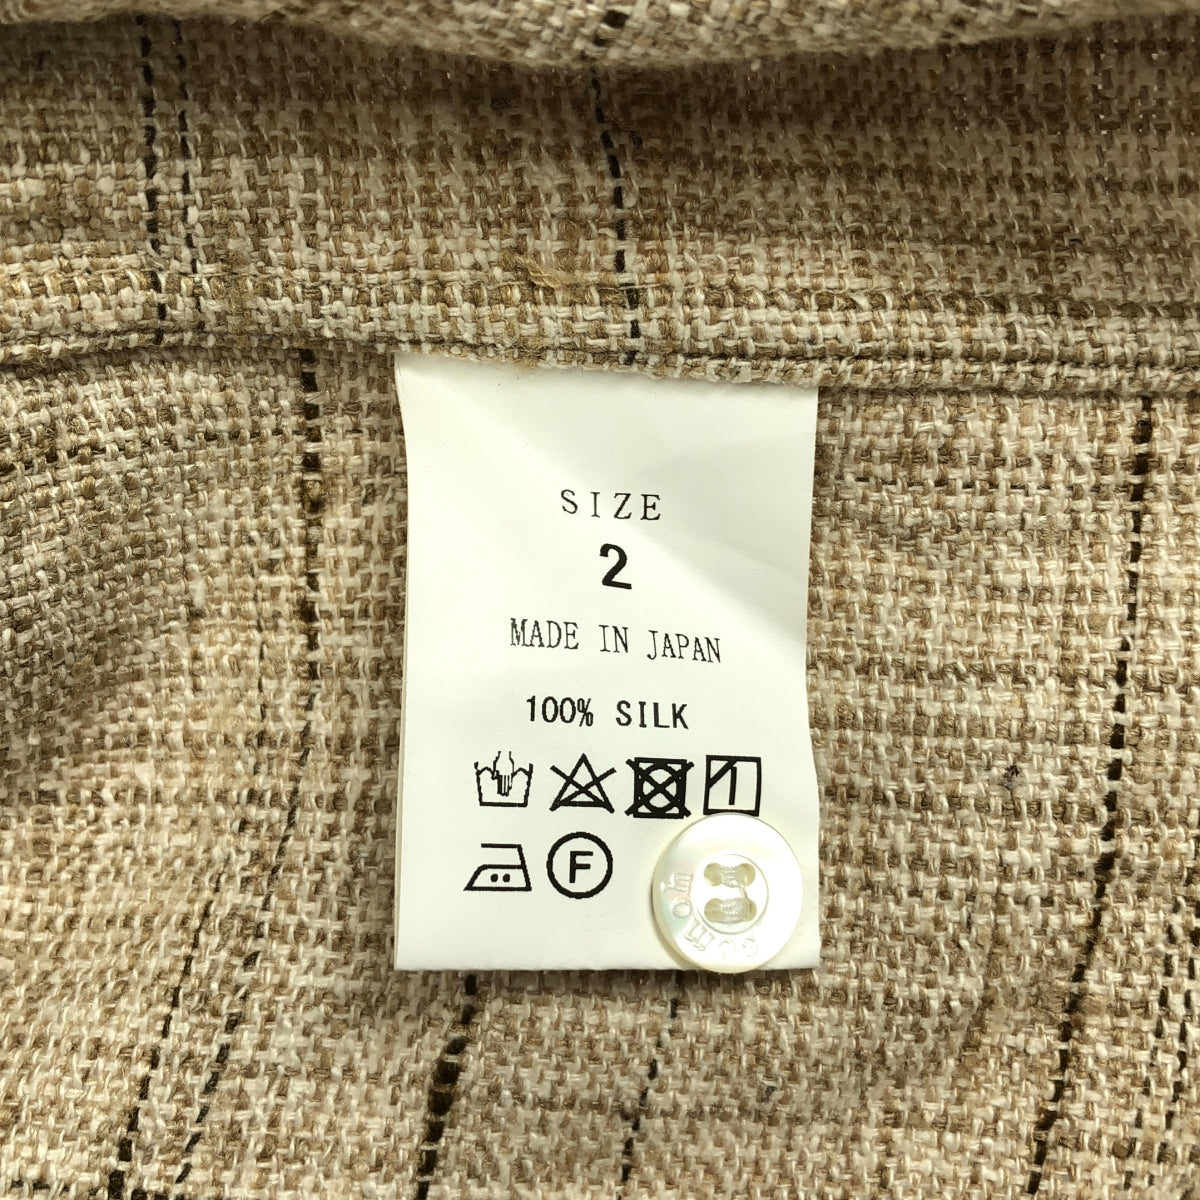 SIZE
2
MADE IN JAPAN
100% SILK
F